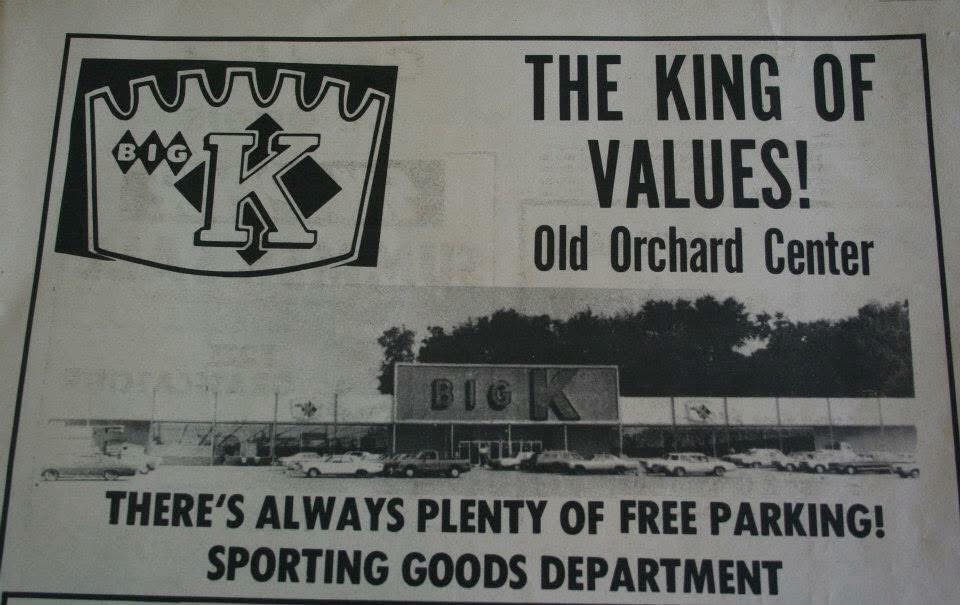 BIG K
THE KING OF
VALUES!
Old Orchard Center
BIG K
THERE'S ALWAYS PLENTY OF FREE PARKING!
SPORTING GOODS DEPARTMENT